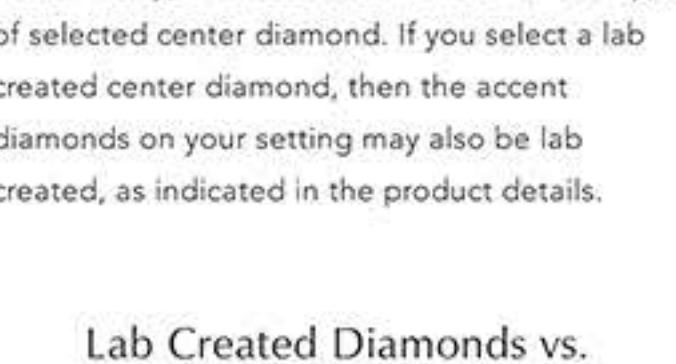 of selected center diamond. If you select a lab
created center diamond, then the accent
diamonds on your setting may also be lab
created, as indicated in the product details.
Lab Created Diamonds vs.